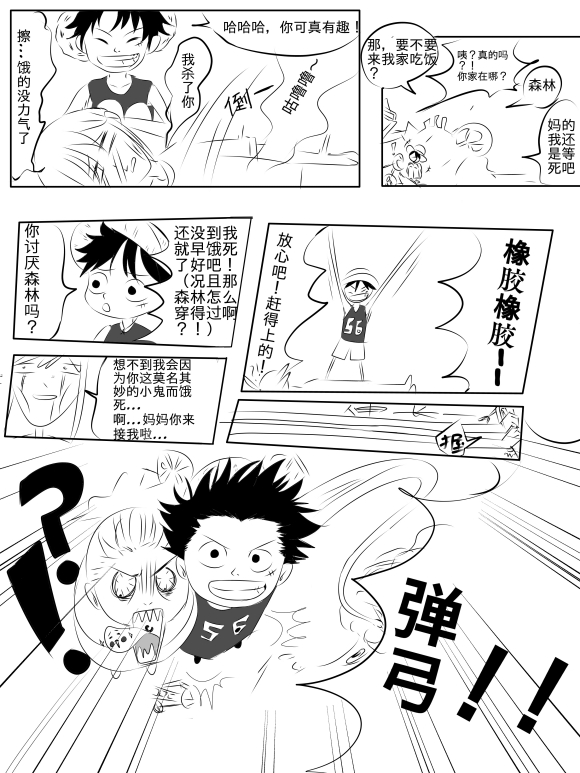 哈哈哈，你可真有趣！
我杀了你
擦…饿的没力气了
倒
咕噜噜~
那，要不要
来我家吃饭
？
咦？真的吗
？！
你家在哪？
森林
妈的
我还
是等
死吧
还没到我
就早饿死
了好吧！
（况且那
森林怎么
穿得过啊
？！）
你讨厌森林吗？
橡胶橡胶！！
放心吧！赶得上的！
想不到我会因
为你这莫名其
妙的小鬼而饿
死...
啊...妈妈你来
接我啦...
握
？！
弹弓！！